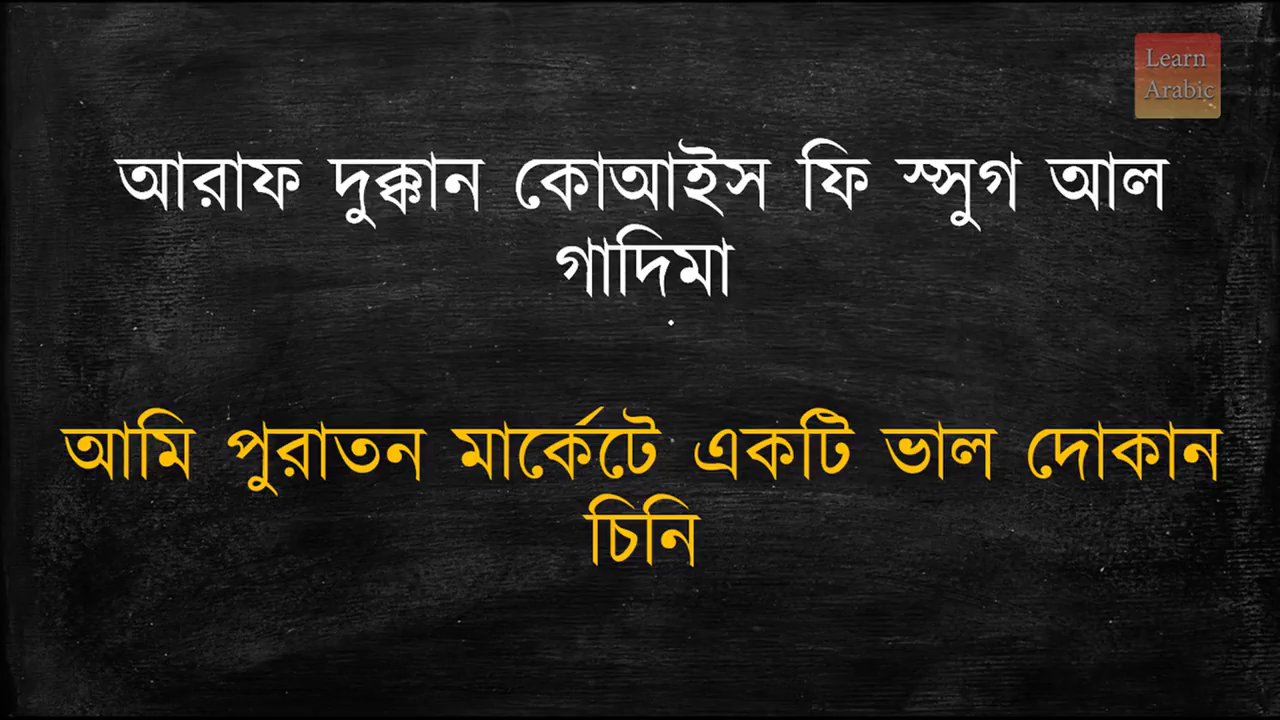 Learn
Arabic
আরাফ দুক্কান কোআইস ফি স্সুগ আল
গাদিমা
আমি পুরাতন মার্কেটে একটি ভাল দোকান
চিনি